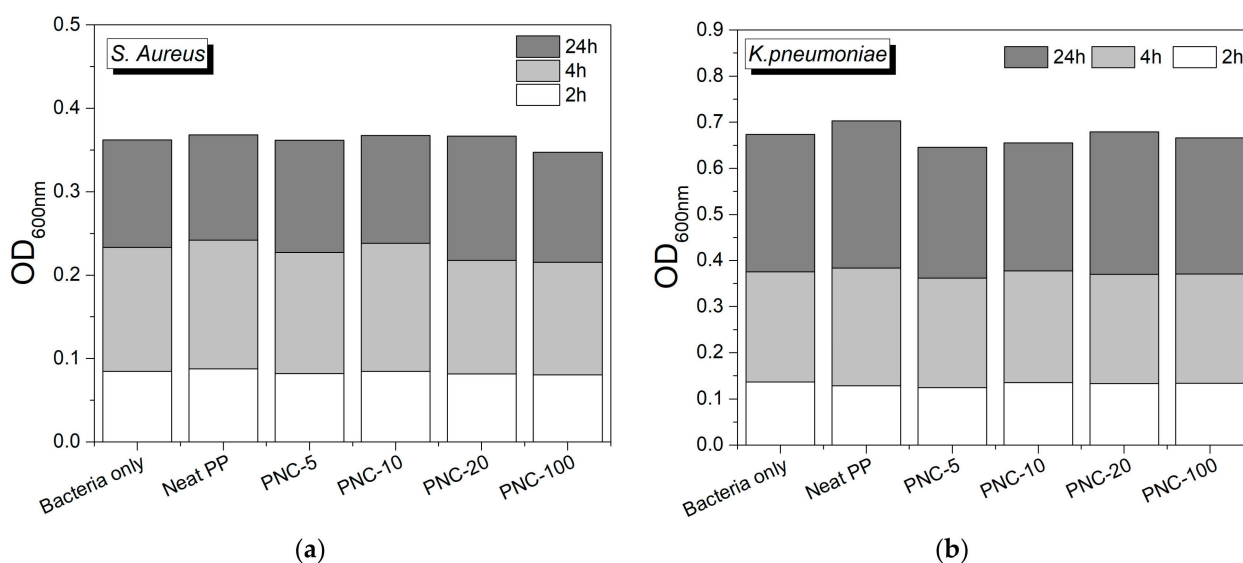 S. Aureus
24h
4h
2h
0.5
0.4
0.3
0.2
0.1
0.0
OD600nm
Bacteria only
Neat PP
PNC-5
PNC-10
PNC-20
PNC-100
(a)
K.pneumoniae
24h 4h 2h
0.9
0.8
0.7
0.6
0.5
0.4
0.3
0.2
0.1
0.0
OD600nm
Bacteria only
Neat PP
PNC-5
PNC-10
PNC-20
PNC-100
(b)